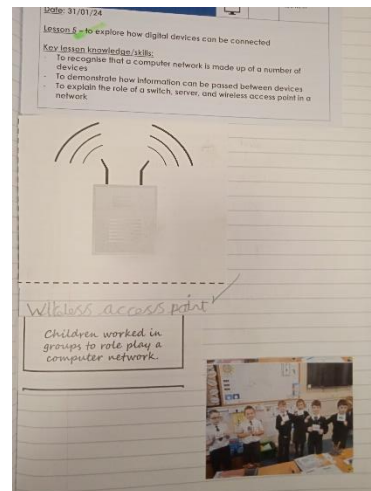 Date: 31/01/24
Lesson 5 – to explore how digital devices can be connected
Key lesson knowledge/skills:
- To recognise that a computer network is made up of a number of
devices
- To demonstrate how information can be passed between devices
- To explain the role of a switch, server, and wireless access point in a
network
Wiibless access point
Children worked in
groups to role play a
computer network.